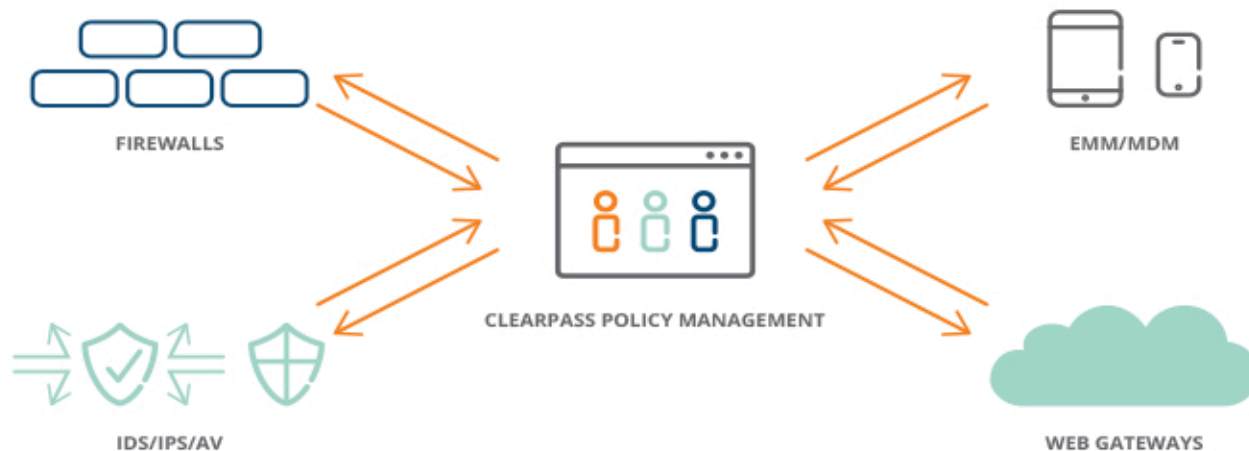 FIREWALLS
EMM/MDM
CLEARPASS POLICY MANAGEMENT
IDS/IPS/AV
WEB GATEWAYS